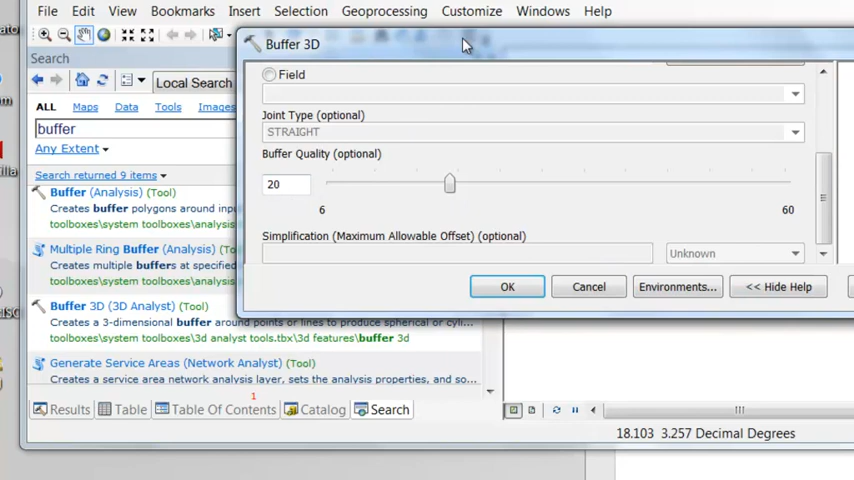 File Edit View Bookmarks Insert Selection Geoprocessing Customize Windows Help
Buffer 3D
Search
Field
Local Search
ALL Maps Data Tools Images
Joint Type (optional)
buffer
STRAIGHT
Any Extent
Buffer Quality (optional)
Search returned 9 items
20
6 60
Buffer (Analysis) (Tool)
Creates buffer polygons around
toolboxes\system toolboxes\analysis
Simplification (Maximum Allowable Offset) (optional)
Unknown
Multiple Ring Buffer (Analysis)
Creates multiple buffers at specified
toolboxes\system toolboxes\analysis
OK Cancel Environments... << Hide Help
Buffer 3D (3D Analyst) (Tool)
Creates a 3-dimensional buffer around points or lines to produce spherical or cyli...
toolboxes\system toolboxes\3d analyst tools.tbx\3d features\buffer 3d
Generate Service Areas (Network Analyst) (Tool)
Creates a service area network analysis layer, sets the analysis properties, and so...
1
Results Table Table Of Contents Catalog Search
18.103 3.257 Decimal Degrees